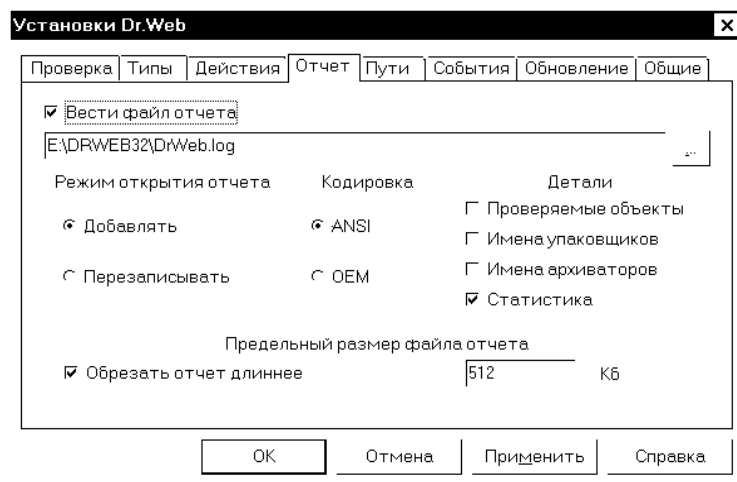 Установки Dr.Web
Проверка Типы Действия Отчет Пути События Обновление Общие
Вести файл отчета
E:\DRWEB32\DrWeb.log ...
Режим открытия отчета Кодировка Детали
Проверяемые объекты
Добавлять ANSI
Имена упаковщиков
Имена архиваторов
Перезаписывать OEM
Статистика
Предельный размер файла отчета
Обрезать отчет длиннее 512 Кб
OK Отмена Применить Справка